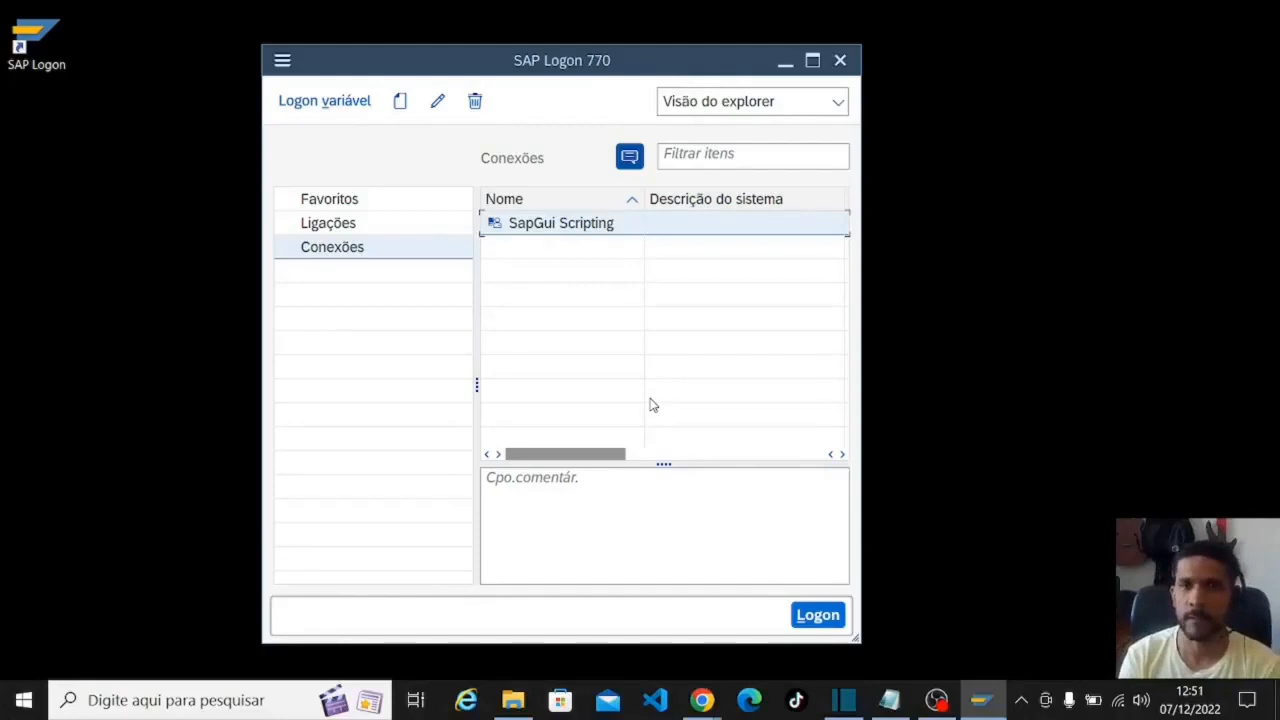 SAP Logon
SAP Logon 770
Logon variável
Visão do explorer
Conexões
Filtrar itens
Favoritos
Ligações
Conexões
Nome
Descrição do sistema
SapGui Scripting
Cpo.comentár.
Logon
Digite aqui para pesquisar
12:51
07/12/2022